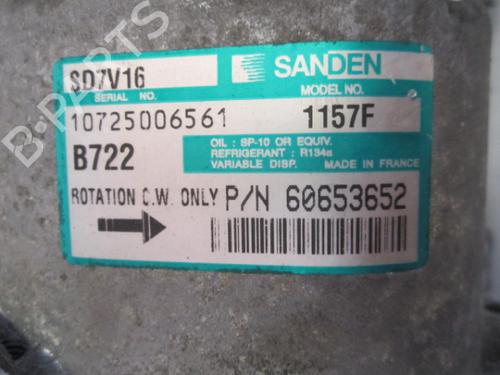 SD7V16
SANDEN
SERIAL NO.
MODEL NO.
10725006561
1157F
B722
OIL : SP-10 OR EQUIV.
REFRIGERANT : R134a
VARIABLE DISP. MADE IN FRANCE
ROTATION C.W. ONLY P/N 60653652
B-PARTS